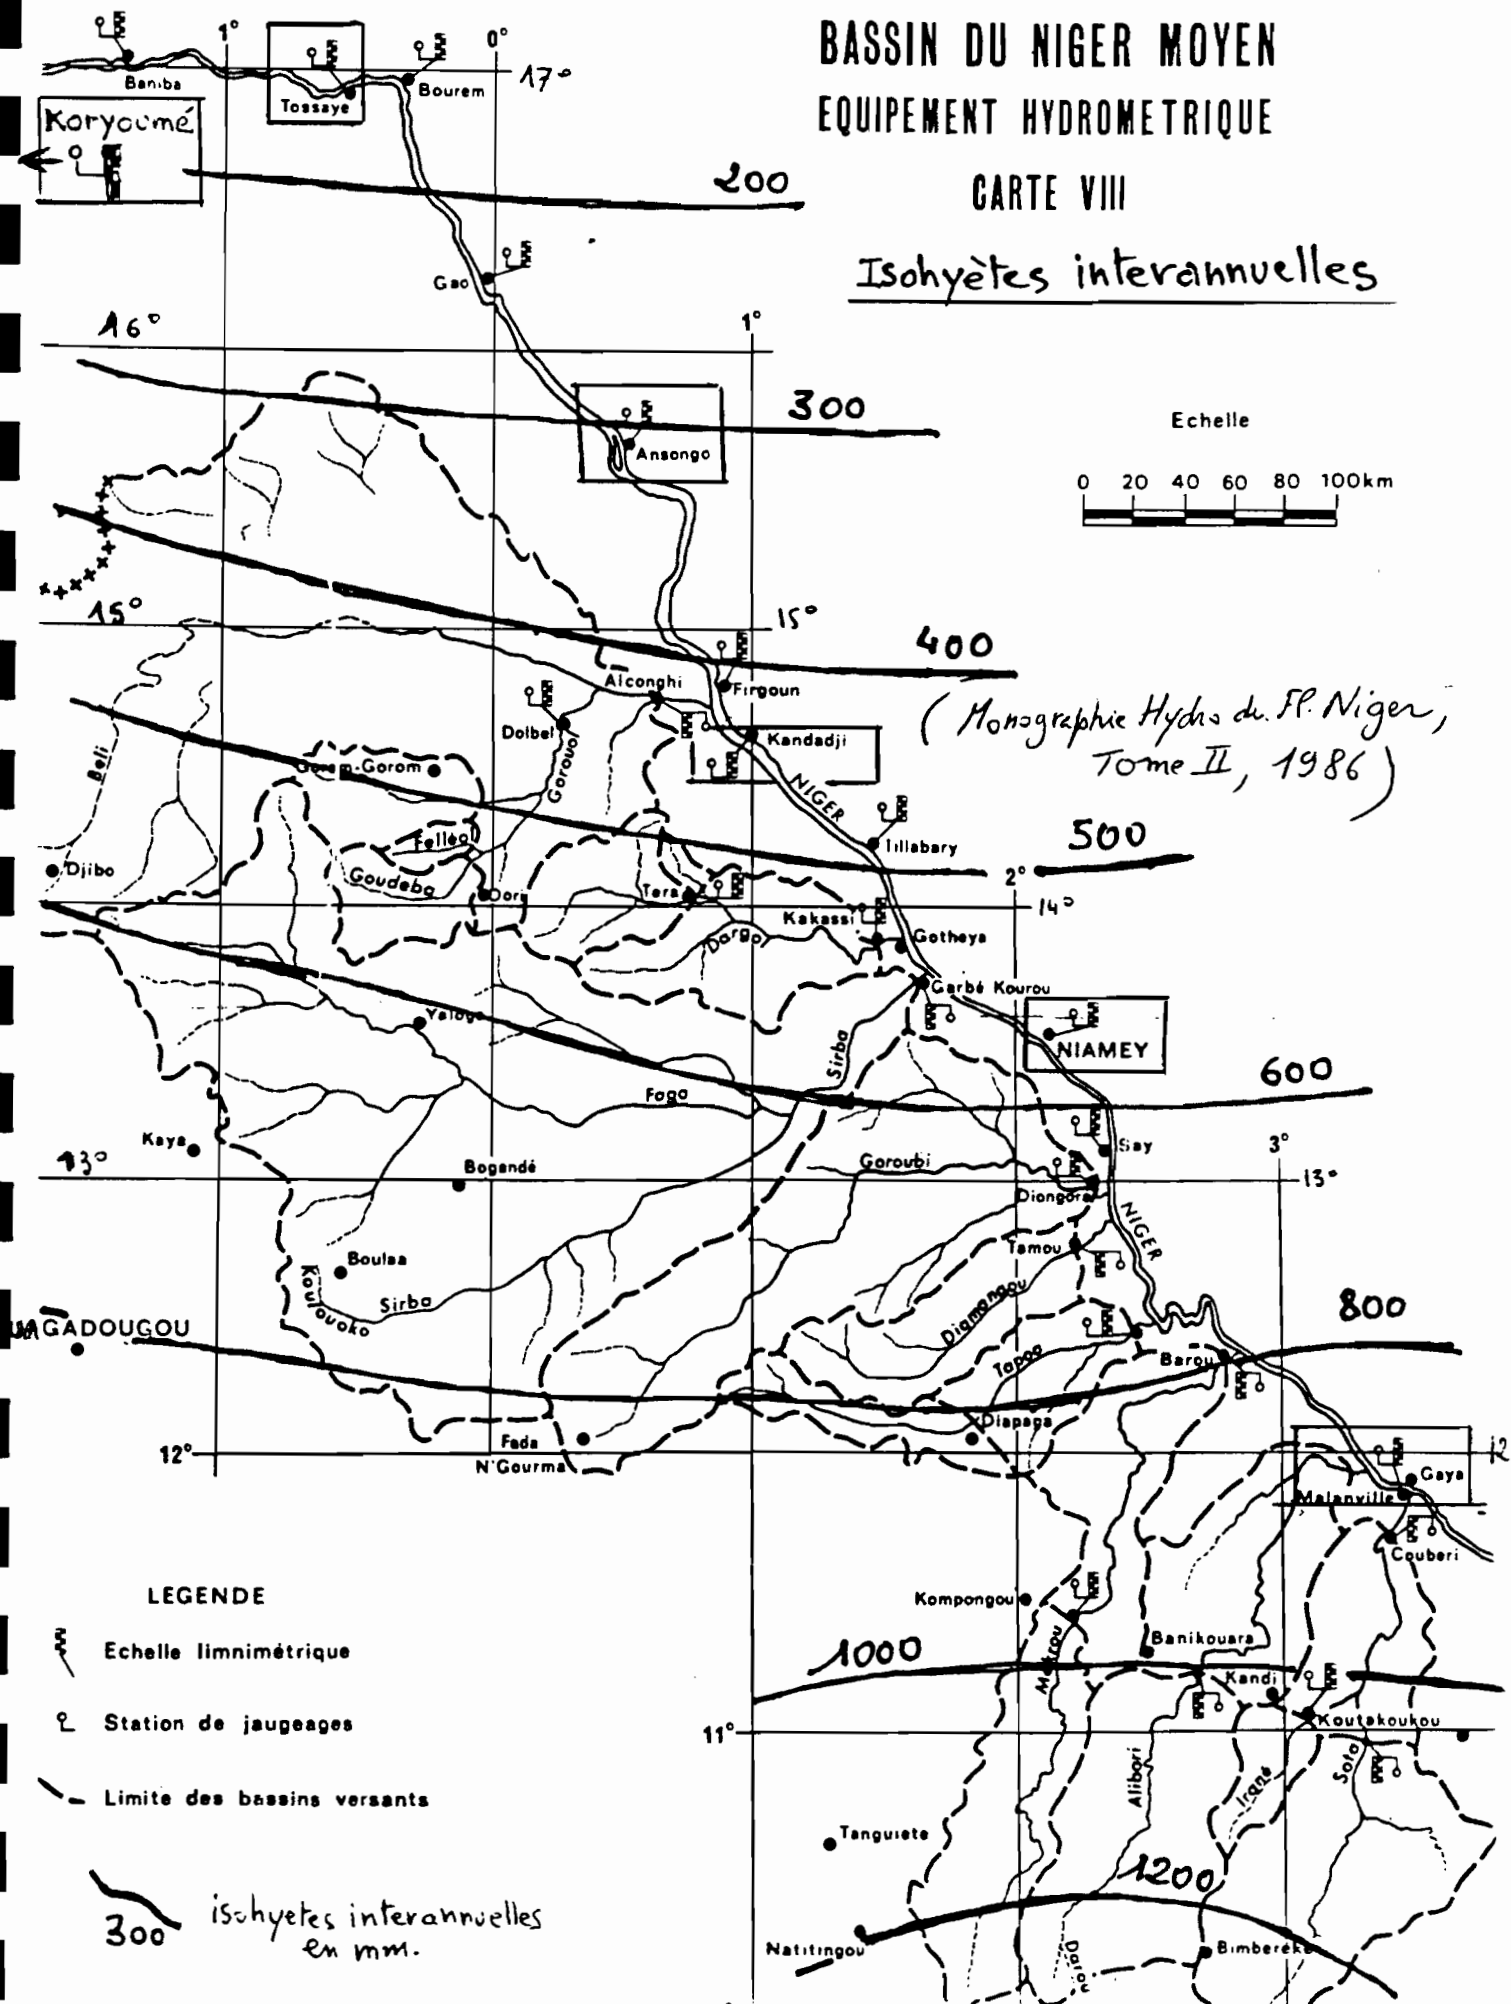 BASSIN DU NIGER MOYEN
EQUIPEMENT HYDROMETRIQUE
CARTE VIII
Isohyètes interannuelles
1°
0°
17°
Baniba
Tossaye
Bourem
Koryoumé
200
Gao
16°
1°
300
Ansongo
Echelle
0 20 40 60 80 100km
15°
15°
400
Alconghi
Firgoun
Dolbel
Kandadji
(Monographie Hydro du Fl. Niger,
Tome II, 1986)
Beli
Gorom-Gorom
Gorouol
NIGER
500
Felléol
Tillabary
Djibo
Goudeba
Dori
Tera
2°
14°
Kakassi
Dargol
Gotheya
Garbé Kourou
Yalogo
Sirba
NIAMEY
600
Faga
Kaya
Say
3°
13°
Bogandé
Goroubi
13°
Diongoré
NIGER
Tamou
Boulsa
Koulouoko
Sirba
Diamangou
800
OUAGADOUGOU
Tapoa
Barou
Diapaga
Fada
N'Gourma
12°
12
Gaya
Malanville
Couberi
LEGENDE
Kompongou
Echelle limnimétrique
Banikouara
1000
Mékrou
Kandi
Station de jaugeages
Koutakoukou
11°
Alibori
Irané
Sota
Limite des bassins versants
Tanguiete
1200
300
isohyetes interannuelles
en mm.
Natitingou
Bimbereke
Darou